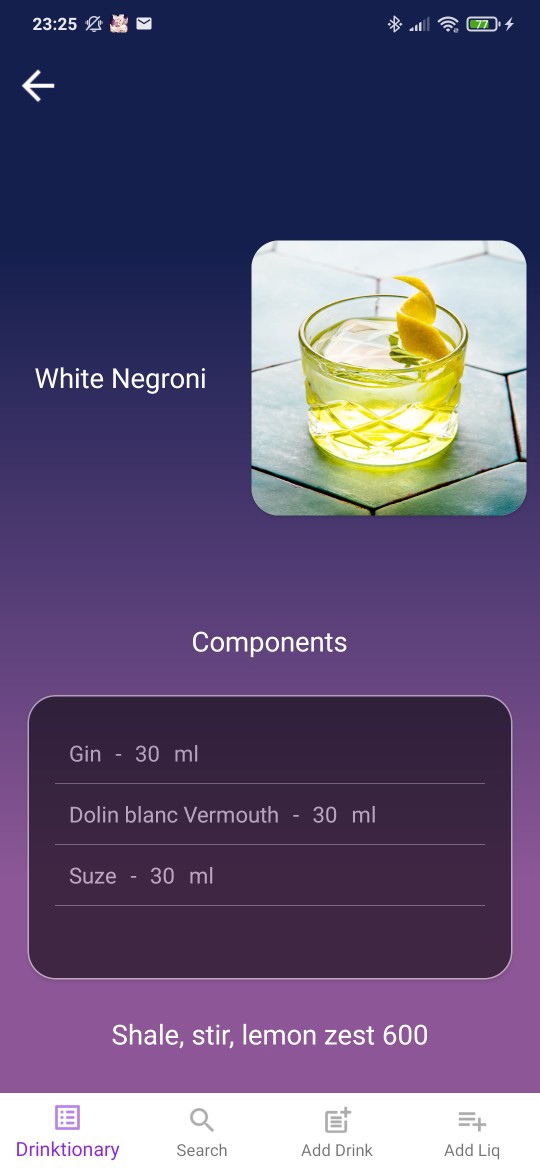 23:25
77
White Negroni
Components
Gin - 30 ml
Dolin blanc Vermouth - 30 ml
Suze - 30 ml
Shale, stir, lemon zest 600
Drinktionary
Search
Add Drink
Add Liq